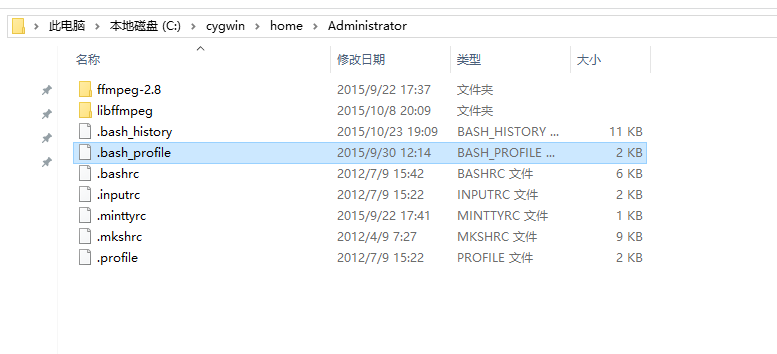 此电脑 > 本地磁盘 (C:) > cygwin > home > Administrator
名称 修改日期 类型 大小
ffmpeg-2.8 2015/9/22 17:37 文件夹
libffmpeg 2015/10/8 20:09 文件夹
.bash_history 2015/10/23 19:09 BASH_HISTORY ... 11 KB
.bash_profile 2015/9/30 12:14 BASH_PROFILE ... 2 KB
.bashrc 2012/7/9 15:42 BASHRC 文件 6 KB
.inputrc 2012/7/9 15:22 INPUTRC 文件 2 KB
.minttyrc 2015/9/22 17:41 MINTTYRC 文件 1 KB
.mkshrc 2012/4/9 7:27 MKSHRC 文件 9 KB
.profile 2012/7/9 15:22 PROFILE 文件 2 KB